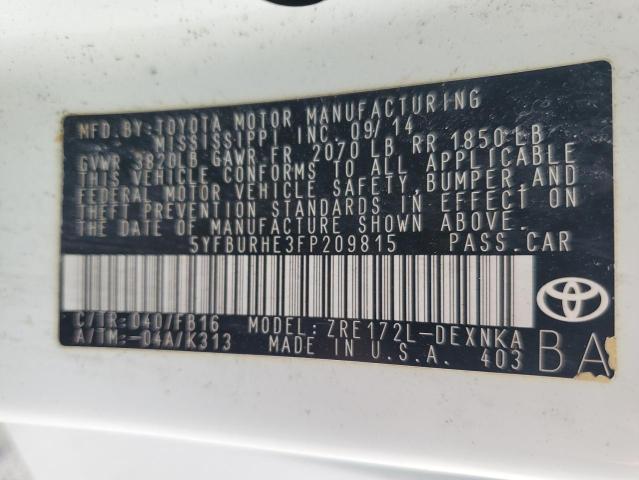 MFD.BY:TOYOTA MOTOR MANUFACTURING
MISSISSIPPI INC. 09/14
GVWR 3820LB GAWR FR 2070 LB, RR 1850 LB
THIS VEHICLE CONFORMS TO ALL APPLICABLE
FEDERAL MOTOR VEHICLE SAFETY, BUMPER, AND
THEFT PREVENTION STANDARDS IN EFFECT ON
THE DATE OF MANUFACTURE SHOWN ABOVE.
5YFBURHE3FP209815 PASS.CAR
C/TR:040/FB16 MODEL: ZRE172L-DEXNKA
A/TM:-04A/K313 MADE IN U.S.A. 403 BA